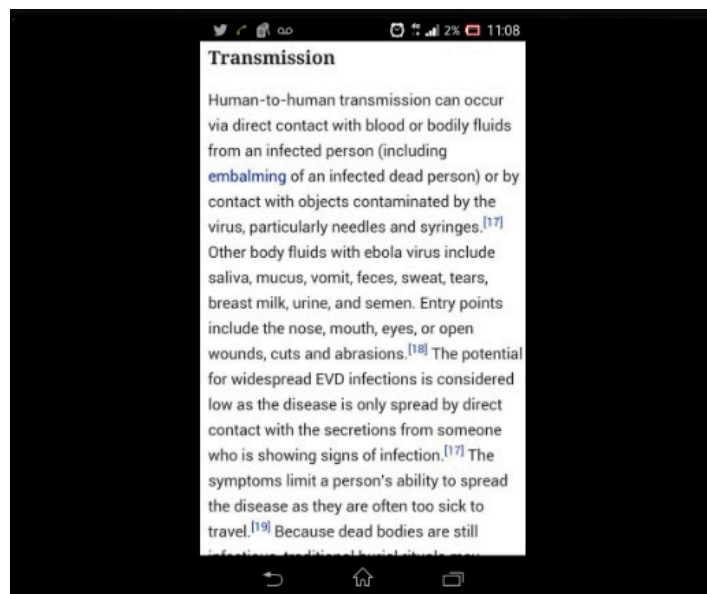 2% 11:08
Transmission
Human-to-human transmission can occur
via direct contact with blood or bodily fluids
from an infected person (including
embalming of an infected dead person) or by
contact with objects contaminated by the
virus, particularly needles and syringes.[17]
Other body fluids with ebola virus include
saliva, mucus, vomit, feces, sweat, tears,
breast milk, urine, and semen. Entry points
include the nose, mouth, eyes, or open
wounds, cuts and abrasions.[18] The potential
for widespread EVD infections is considered
low as the disease is only spread by direct
contact with the secretions from someone
who is showing signs of infection.[17] The
symptoms limit a person's ability to spread
the disease as they are often too sick to
travel.[19] Because dead bodies are still